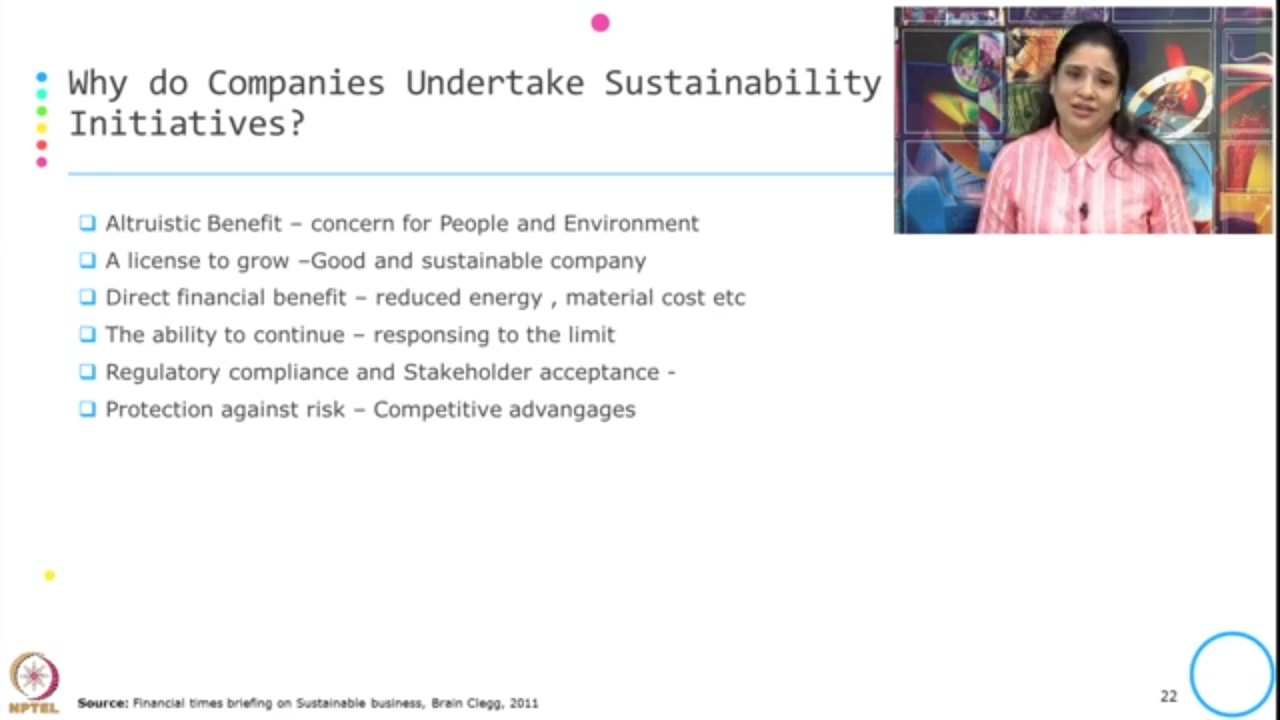 Why do Companies Undertake Sustainability
Initiatives?
Altruistic Benefit – concern for People and Environment
A license to grow –Good and sustainable company
Direct financial benefit – reduced energy , material cost etc
The ability to continue – responsing to the limit
Regulatory compliance and Stakeholder acceptance -
Protection against risk – Competitive advangages
NPTEL
Source: Financial times briefing on Sustainable business, Brain Clegg, 2011
22